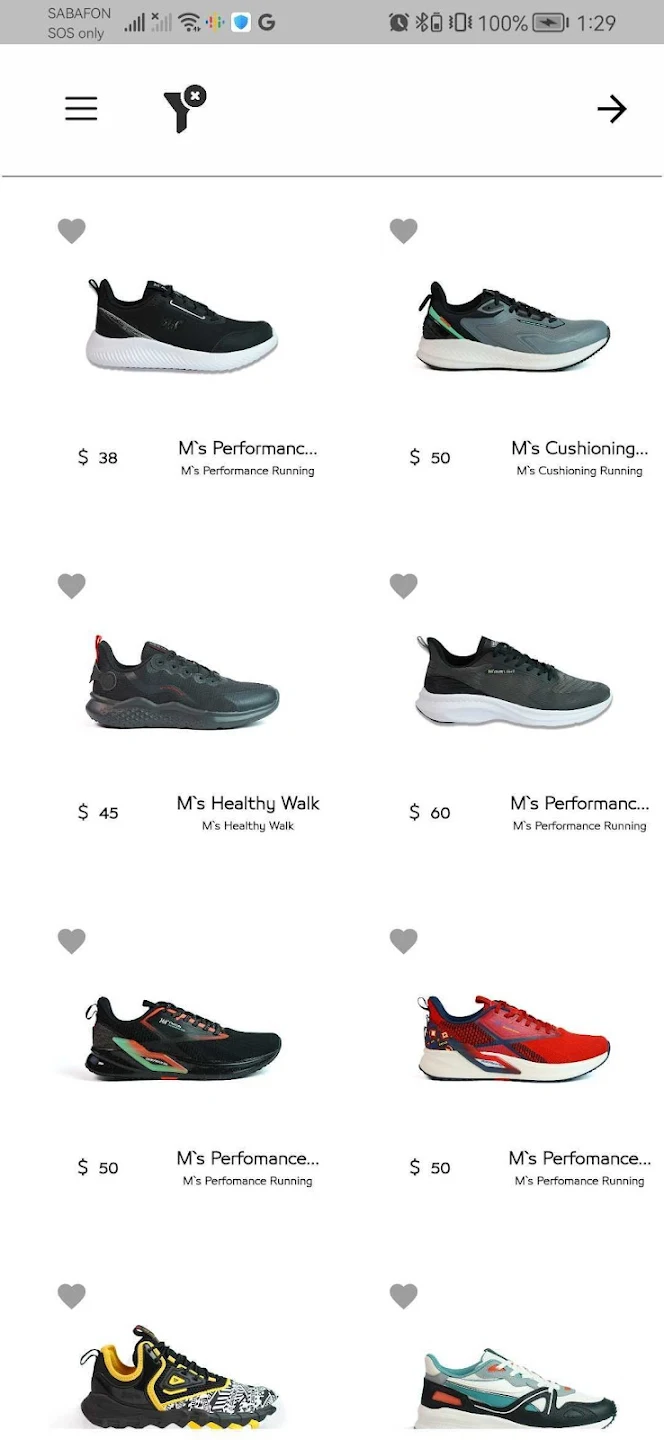 SABAFON
SOS only
100%
1:29
$ 38
M`s Performanc...
M`s Performance Running
$ 50
M`s Cushioning...
M`s Cushioning Running
$ 45
M`s Healthy Walk
M`s Healthy Walk
$ 60
M`s Performanc...
M`s Performance Running
$ 50
M`s Perfomance...
M`s Perfomance Running
$ 50
M`s Perfomance...
M`s Perfomance Running